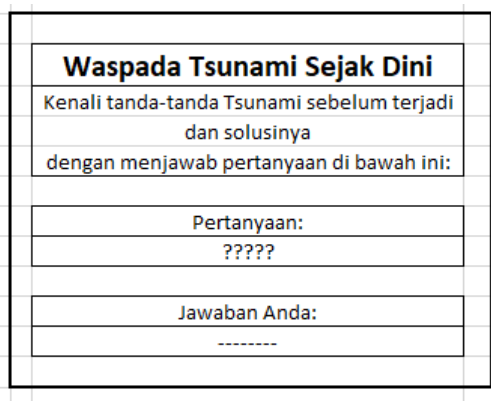 Waspada Tsunami Sejak Dini
Kenali tanda-tanda Tsunami sebelum terjadi
dan solusinya
dengan menjawab pertanyaan di bawah ini:
Pertanyaan:
?????
Jawaban Anda:
--------